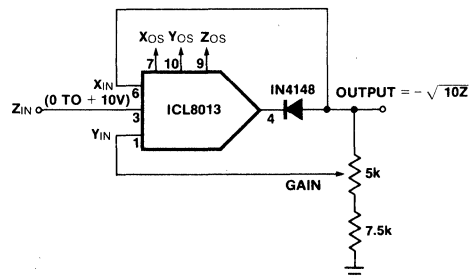 XOS YOS ZOS
7 10 9
XIN
6
IN4148
OUTPUT = -√10Z
ZIN (0 TO + 10V)
3
ICL8013
4
YIN
1
5k
GAIN
7.5k